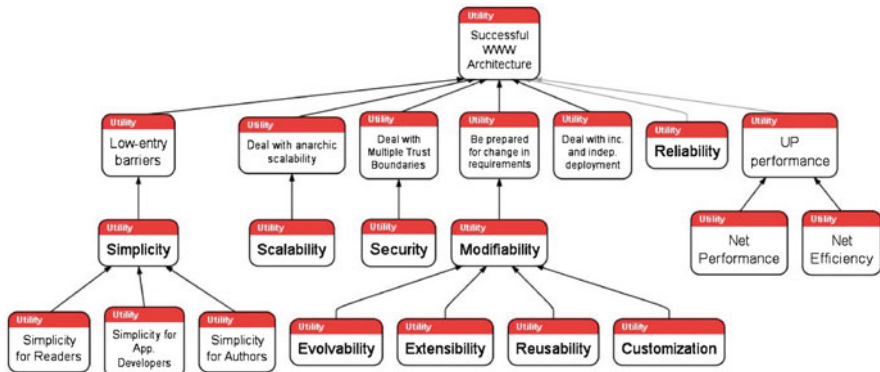 Utility
Successful
WWW
Architecture
Utility
Low-entry
barriers
Utility
Deal with anarchic
scalability
Utility
Deal with
Multiple Trust
Boundaries
Utility
Be prepared
for change in
requirements
Utility
Deal with inc.
and indep.
deployment
Utility
Reliability
Utility
UP
performance
Utility
Simplicity
Utility
Scalability
Utility
Security
Utility
Modifiability
Utility
Net
Performance
Utility
Net
Efficiency
Utility
Simplicity
for Readers
Utility
Simplicity for
App.
Developers
Utility
Simplicity
for Authors
Utility
Evolvability
Utility
Extensibility
Utility
Reusability
Utility
Customization